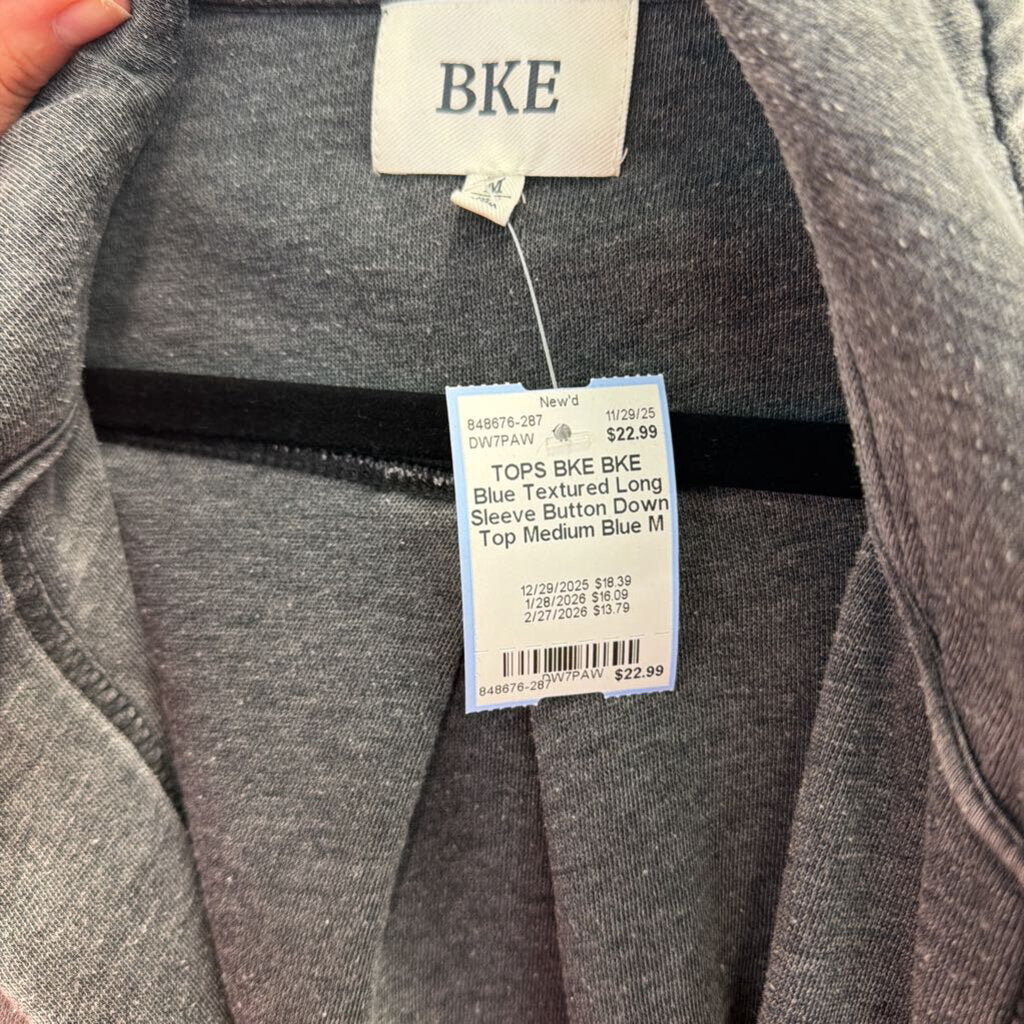 BKE
M
New'd
848676-287 11/29/25
DW7PAW $22.99
TOPS BKE BKE
Blue Textured Long
Sleeve Button Down
Top Medium Blue M
12/29/2025 $18.39
1/28/2026 $16.09
2/27/2026 $13.79
DW7PAW $22.99
848676-287